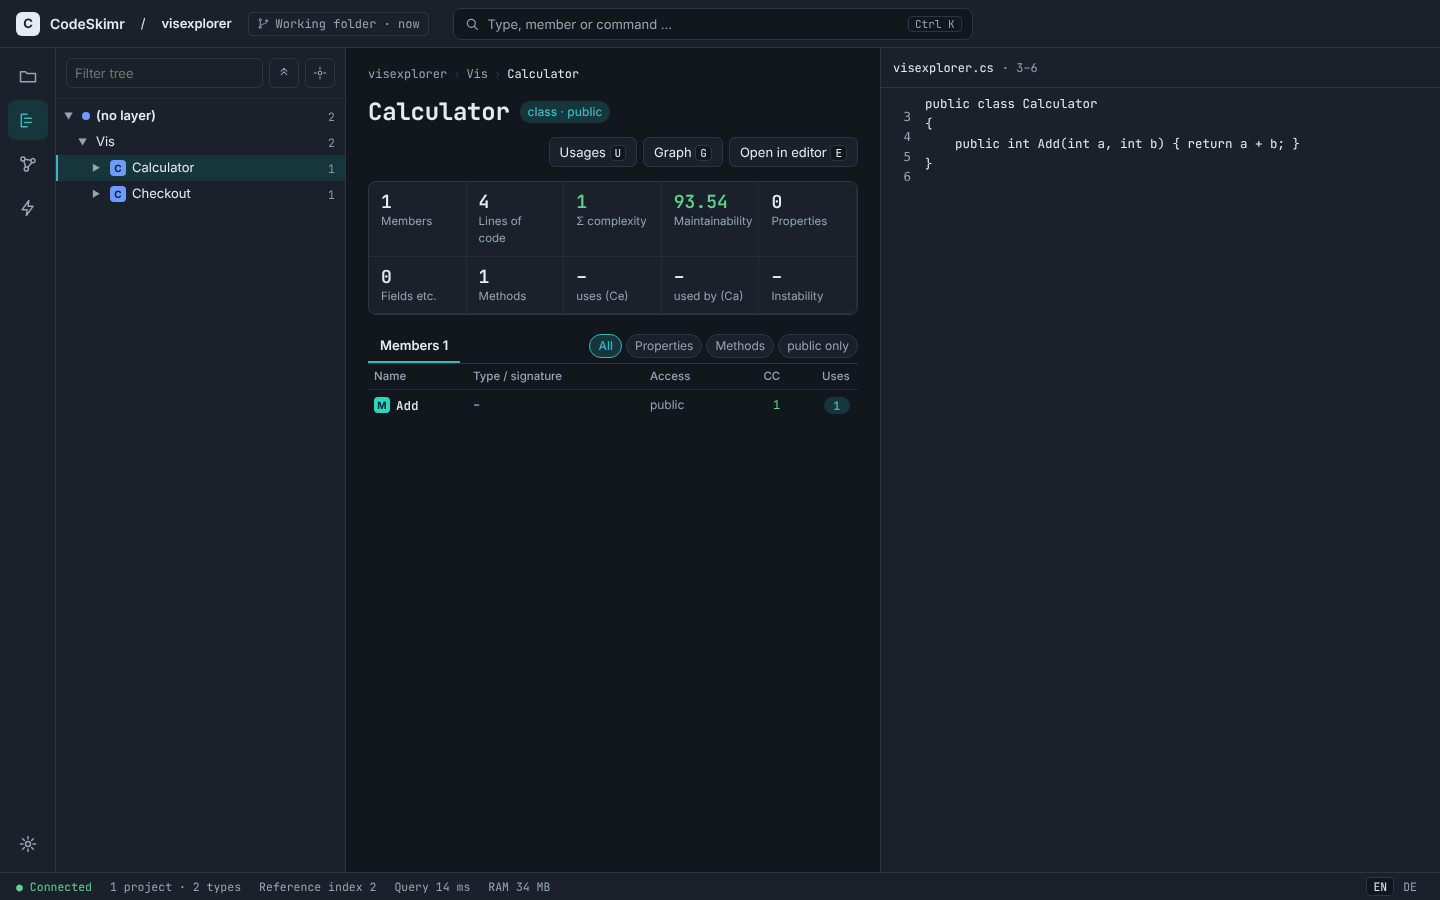 C CodeSkimr / visexplorer Working folder · now Type, member or command ... Ctrl K
Filter tree
(no layer) 2
Vis 2
C Calculator 1
C Checkout 1
visexplorer › Vis › Calculator
Calculator class · public
Usages U Graph G Open in editor E
1 4 1 93.54 0
Members Lines of code Σ complexity Maintainability Properties
0 1 – – –
Fields etc. Methods uses (Ce) used by (Ca) Instability
Members 1 All Properties Methods public only
Name Type / signature Access CC Uses
M Add – public 1 1
visexplorer.cs · 3–6
3 public class Calculator
4 {
5 public int Add(int a, int b) { return a + b; }
6 }
Connected 1 project · 2 types Reference index 2 Query 14 ms RAM 34 MB EN DE